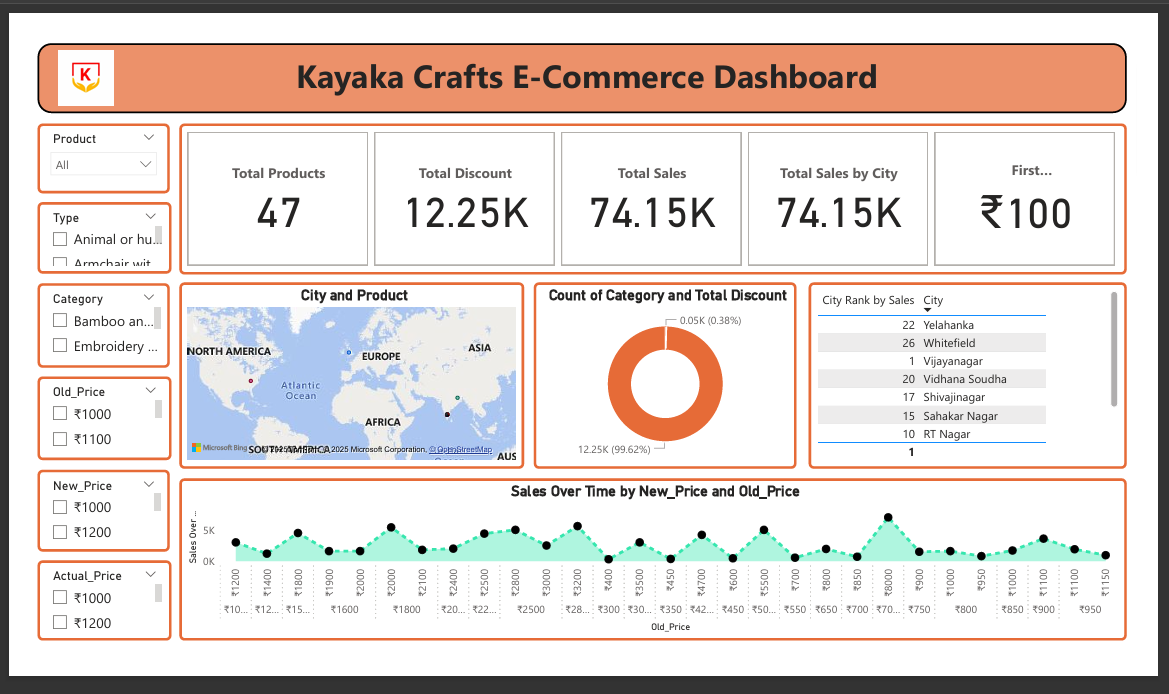 K
Kayaka Crafts E-Commerce Dashboard
Product
All
Type
Animal or hu...
Armchair wit
Category
Bamboo an...
Embroidery ...
Old_Price
₹1000
₹1100
New_Price
₹1000
₹1200
Actual_Price
₹1000
₹1200
Total Products
47
Total Discount
12.25K
Total Sales
74.15K
Total Sales by City
74.15K
First...
₹100
City and Product
NORTH AMERICA
EUROPE
ASIA
Atlantic
Ocean
AFRICA
SOUTH AMERICA
AUS
Microsoft Bing
2025 Microsoft Corporation, © OpenStreetMap
Count of Category and Total Discount
0.05K (0.38%)
12.25K (99.62%)
City Rank by Sales City
22 Yelahanka
26 Whitefield
1 Vijayanagar
20 Vidhana Soudha
17 Shivajinagar
15 Sahakar Nagar
10 RT Nagar
1
Sales Over Time by New_Price and Old_Price
Sales Over ...
5K
0K
₹1200 ₹1400 ₹1800 ₹1900 ₹2000 ₹2000 ₹2100 ₹2400 ₹2500 ₹2800 ₹3000 ₹3200 ₹400 ₹3500 ₹450 ₹4700 ₹600 ₹5500 ₹700 ₹800 ₹850 ₹8000 ₹900 ₹1000 ₹950 ₹1000 ₹1100 ₹1100 ₹1150
₹10... ₹12... ₹15... ₹1600 ₹1800 ₹20... ₹22... ₹2500 ₹28... ₹300 ₹30... ₹350 ₹42... ₹450 ₹50... ₹550 ₹650 ₹700 ₹70... ₹750 ₹800 ₹850 ₹900 ₹950
Old_Price